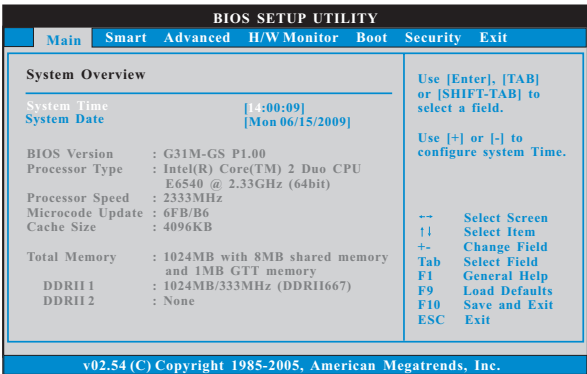 BIOS SETUP UTILITY
Main Smart Advanced H/W Monitor Boot Security Exit
System Overview
System Time [14:00:09]
System Date [Mon 06/15/2009]
BIOS Version : G31M-GS P1.00
Processor Type : Intel(R) Core(TM) 2 Duo CPU
E6540 @ 2.33GHz (64bit)
Processor Speed : 2333MHz
Microcode Update : 6FB/B6
Cache Size : 4096KB
Total Memory : 1024MB with 8MB shared memory
and 1MB GTT memory
DDRII 1 : 1024MB/333MHz (DDRII667)
DDRII 2 : None
Use [Enter], [TAB]
or [SHIFT-TAB] to
select a field.
Use [+] or [-] to
configure system Time.
←→ Select Screen
↑↓ Select Item
+- Change Field
Tab Select Field
F1 General Help
F9 Load Defaults
F10 Save and Exit
ESC Exit
v02.54 (C) Copyright 1985-2005, American Megatrends, Inc.